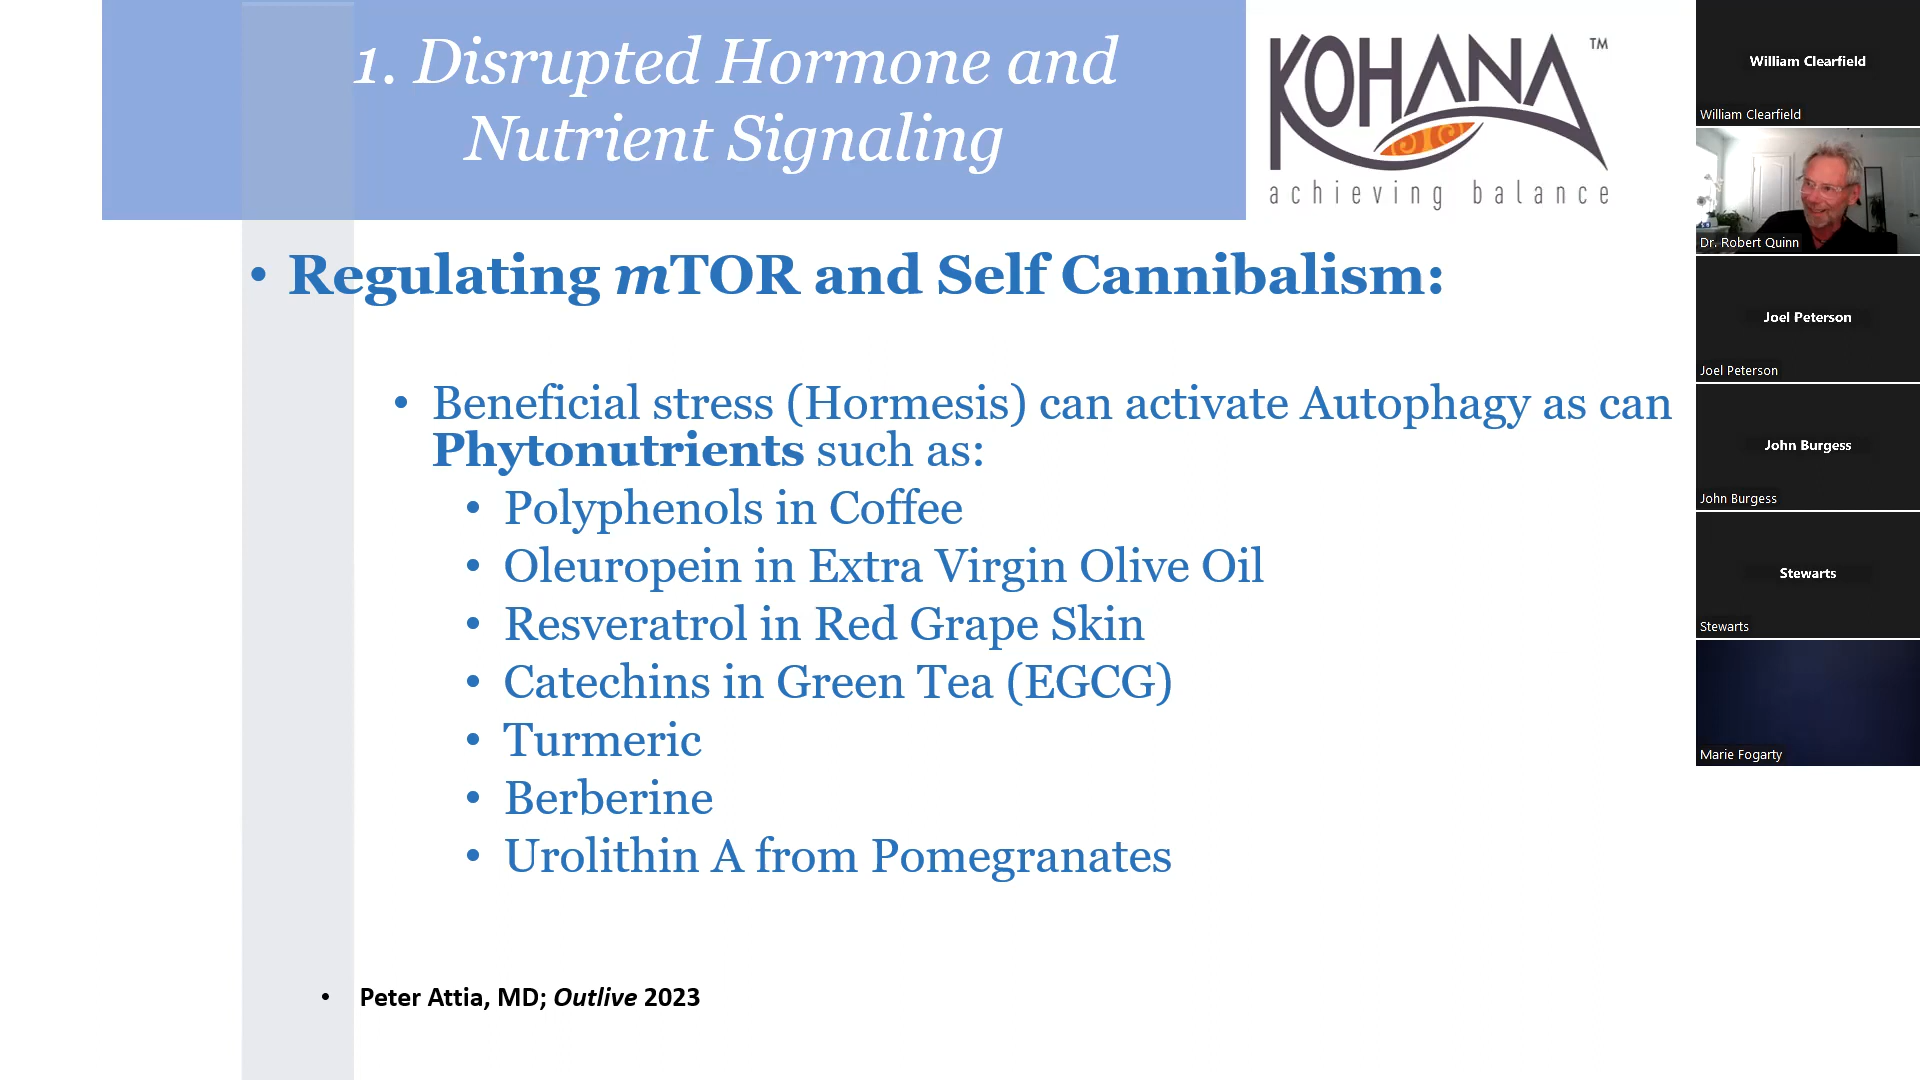 1. Disrupted Hormone and
Nutrient Signaling
KOHANA ™
achieving balance
• Regulating mTOR and Self Cannibalism:
• Beneficial stress (Hormesis) can activate Autophagy as can
Phytonutrients such as:
• Polyphenols in Coffee
• Oleuropein in Extra Virgin Olive Oil
• Resveratrol in Red Grape Skin
• Catechins in Green Tea (EGCG)
• Turmeric
• Berberine
• Urolithin A from Pomegranates
• Peter Attia, MD; Outlive 2023
William Clearfield
William Clearfield
Dr. Robert Quinn
Joel Peterson
Joel Peterson
John Burgess
John Burgess
Stewarts
Stewarts
Marie Fogarty